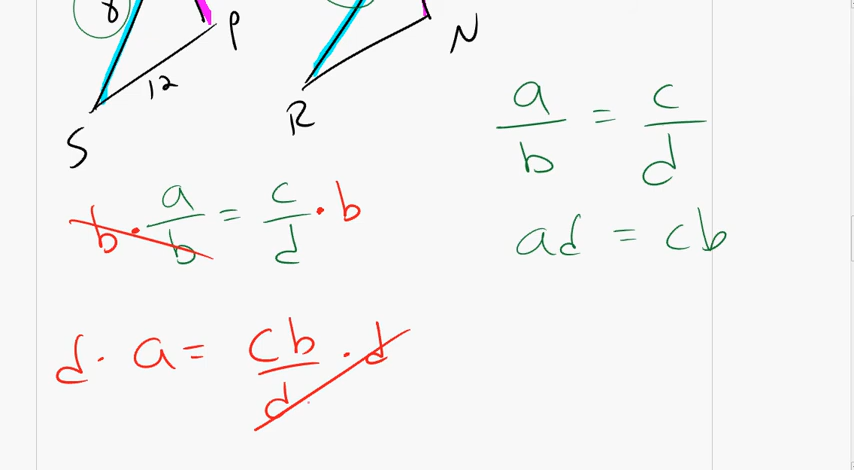 8
P
N
12
R
S
a/b = c/d
b · a/b = c/d · b
ad = cb
d · a = cb/d · d